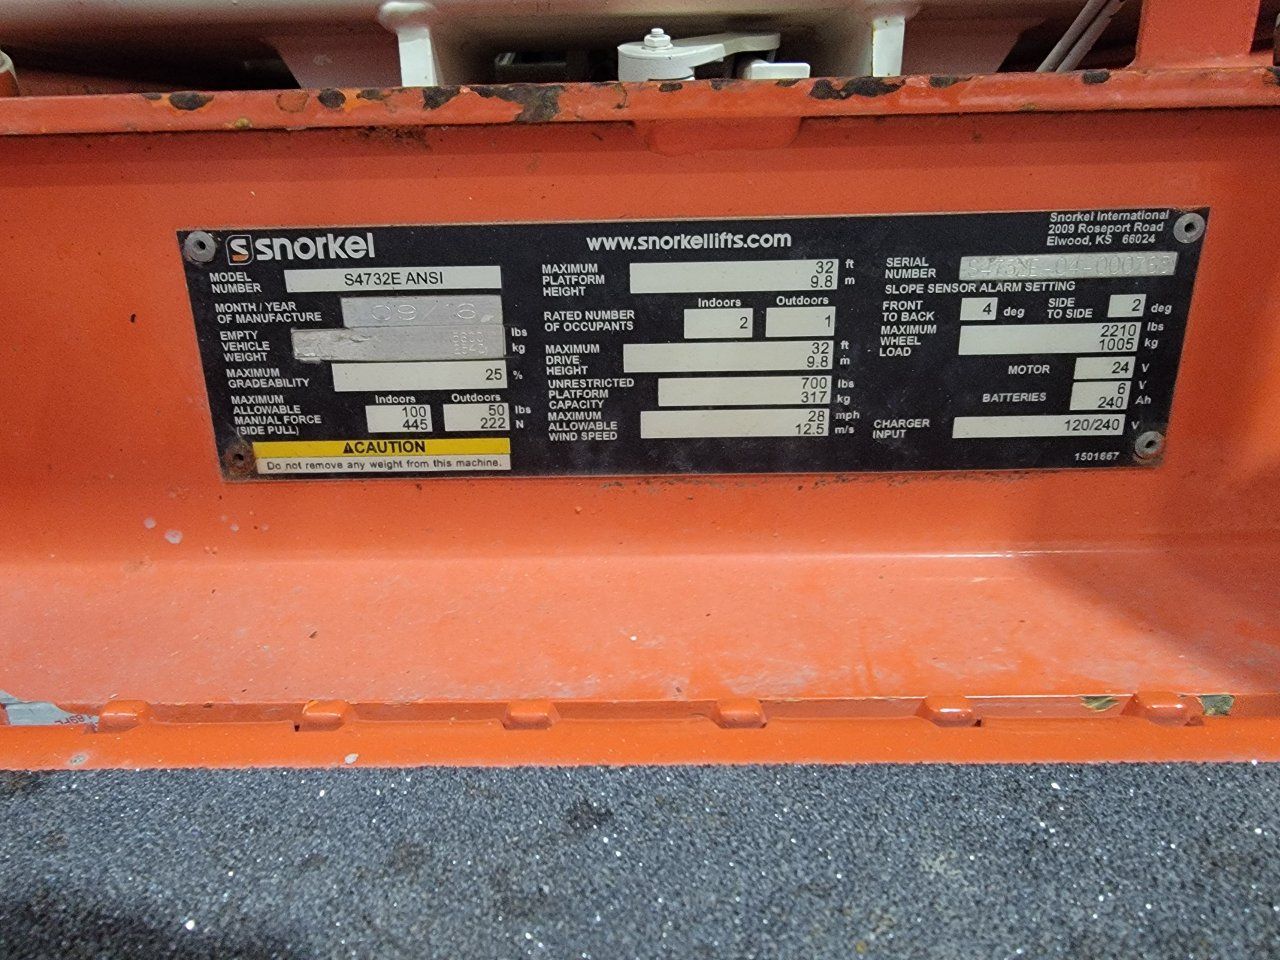 snorkel
www.snorkellifts.com
Snorkel International
2009 Roseport Road
Elwood, KS 66024
MODEL NUMBER S4732E ANSI
MONTH / YEAR OF MANUFACTURE 09/
EMPTY VEHICLE WEIGHT lbs kg
MAXIMUM GRADEABILITY 25 %
Indoors Outdoors
MAXIMUM ALLOWABLE MANUAL FORCE (SIDE PULL) 100 445 50 222 lbs N
⚠CAUTION
Do not remove any weight from this machine.
MAXIMUM PLATFORM HEIGHT 32 ft 9.8 m
Indoors Outdoors
RATED NUMBER OF OCCUPANTS 2 1
MAXIMUM DRIVE HEIGHT 32 ft 9.8 m
UNRESTRICTED PLATFORM CAPACITY 700 lbs 317 kg
MAXIMUM ALLOWABLE WIND SPEED 28 mph 12.5 m/s
SERIAL NUMBER
SLOPE SENSOR ALARM SETTING
FRONT TO BACK 4 deg SIDE TO SIDE 2 deg
MAXIMUM WHEEL LOAD 2210 lbs 1005 kg
MOTOR 24 V
BATTERIES 6 V 240 Ah
CHARGER INPUT 120/240 V
1501667